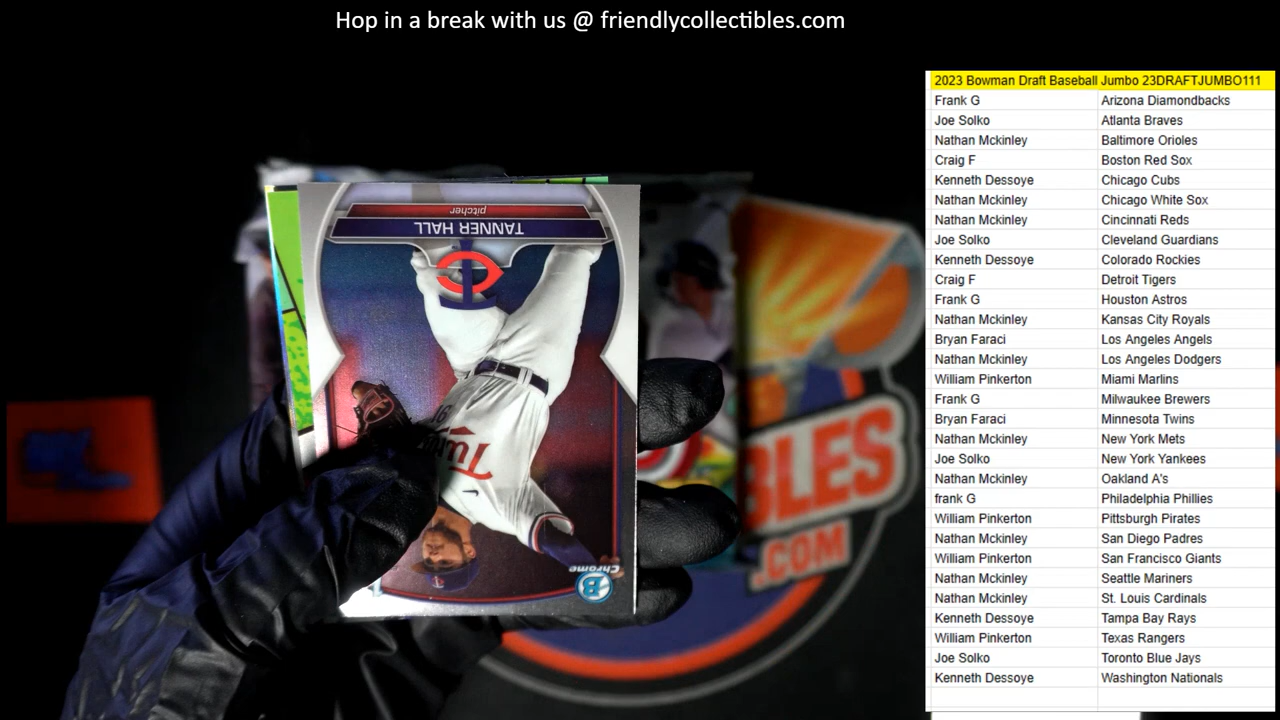 Hop in a break with us @ friendlycollectibles.com
2023 Bowman Draft Baseball Jumbo 23DRAFTJUMBO111
Frank G Arizona Diamondbacks
Joe Solko Atlanta Braves
Nathan Mckinley Baltimore Orioles
Craig F Boston Red Sox
Kenneth Dessoye Chicago Cubs
Nathan Mckinley Chicago White Sox
Nathan Mckinley Cincinnati Reds
Joe Solko Cleveland Guardians
Kenneth Dessoye Colorado Rockies
Craig F Detroit Tigers
Frank G Houston Astros
Nathan Mckinley Kansas City Royals
Bryan Faraci Los Angeles Angels
Nathan Mckinley Los Angeles Dodgers
William Pinkerton Miami Marlins
Frank G Milwaukee Brewers
Bryan Faraci Minnesota Twins
Nathan Mckinley New York Mets
Joe Solko New York Yankees
Nathan Mckinley Oakland A's
frank G Philadelphia Phillies
William Pinkerton Pittsburgh Pirates
Nathan Mckinley San Diego Padres
William Pinkerton San Francisco Giants
Nathan Mckinley Seattle Mariners
Nathan Mckinley St. Louis Cardinals
Kenneth Dessoye Tampa Bay Rays
William Pinkerton Texas Rangers
Joe Solko Toronto Blue Jays
Kenneth Dessoye Washington Nationals
pitcher
TANNER HALL
B
Chrome
BLES
.COM